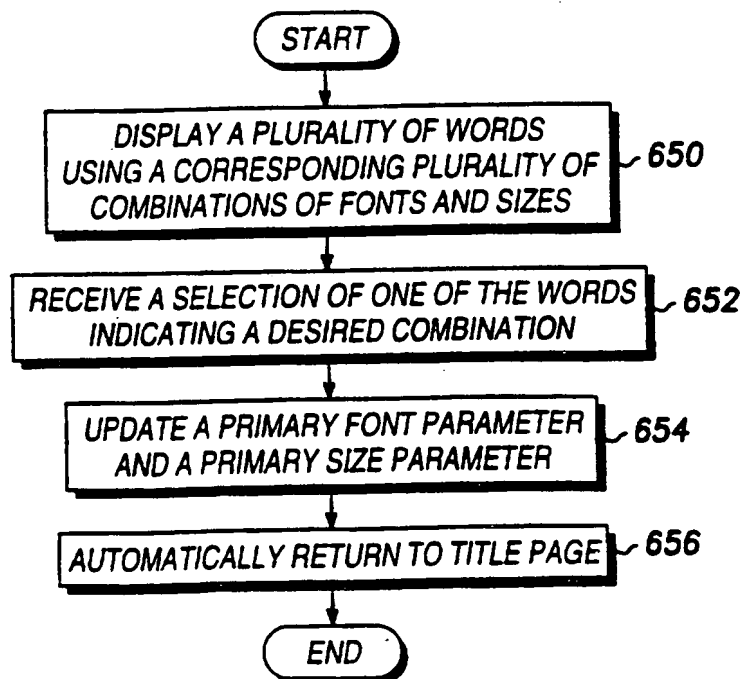 START
DISPLAY A PLURALITY OF WORDS
USING A CORRESPONDING PLURALITY OF
COMBINATIONS OF FONTS AND SIZES
650
RECEIVE A SELECTION OF ONE OF THE WORDS
INDICATING A DESIRED COMBINATION
652
UPDATE A PRIMARY FONT PARAMETER
AND A PRIMARY SIZE PARAMETER
654
AUTOMATICALLY RETURN TO TITLE PAGE
656
END